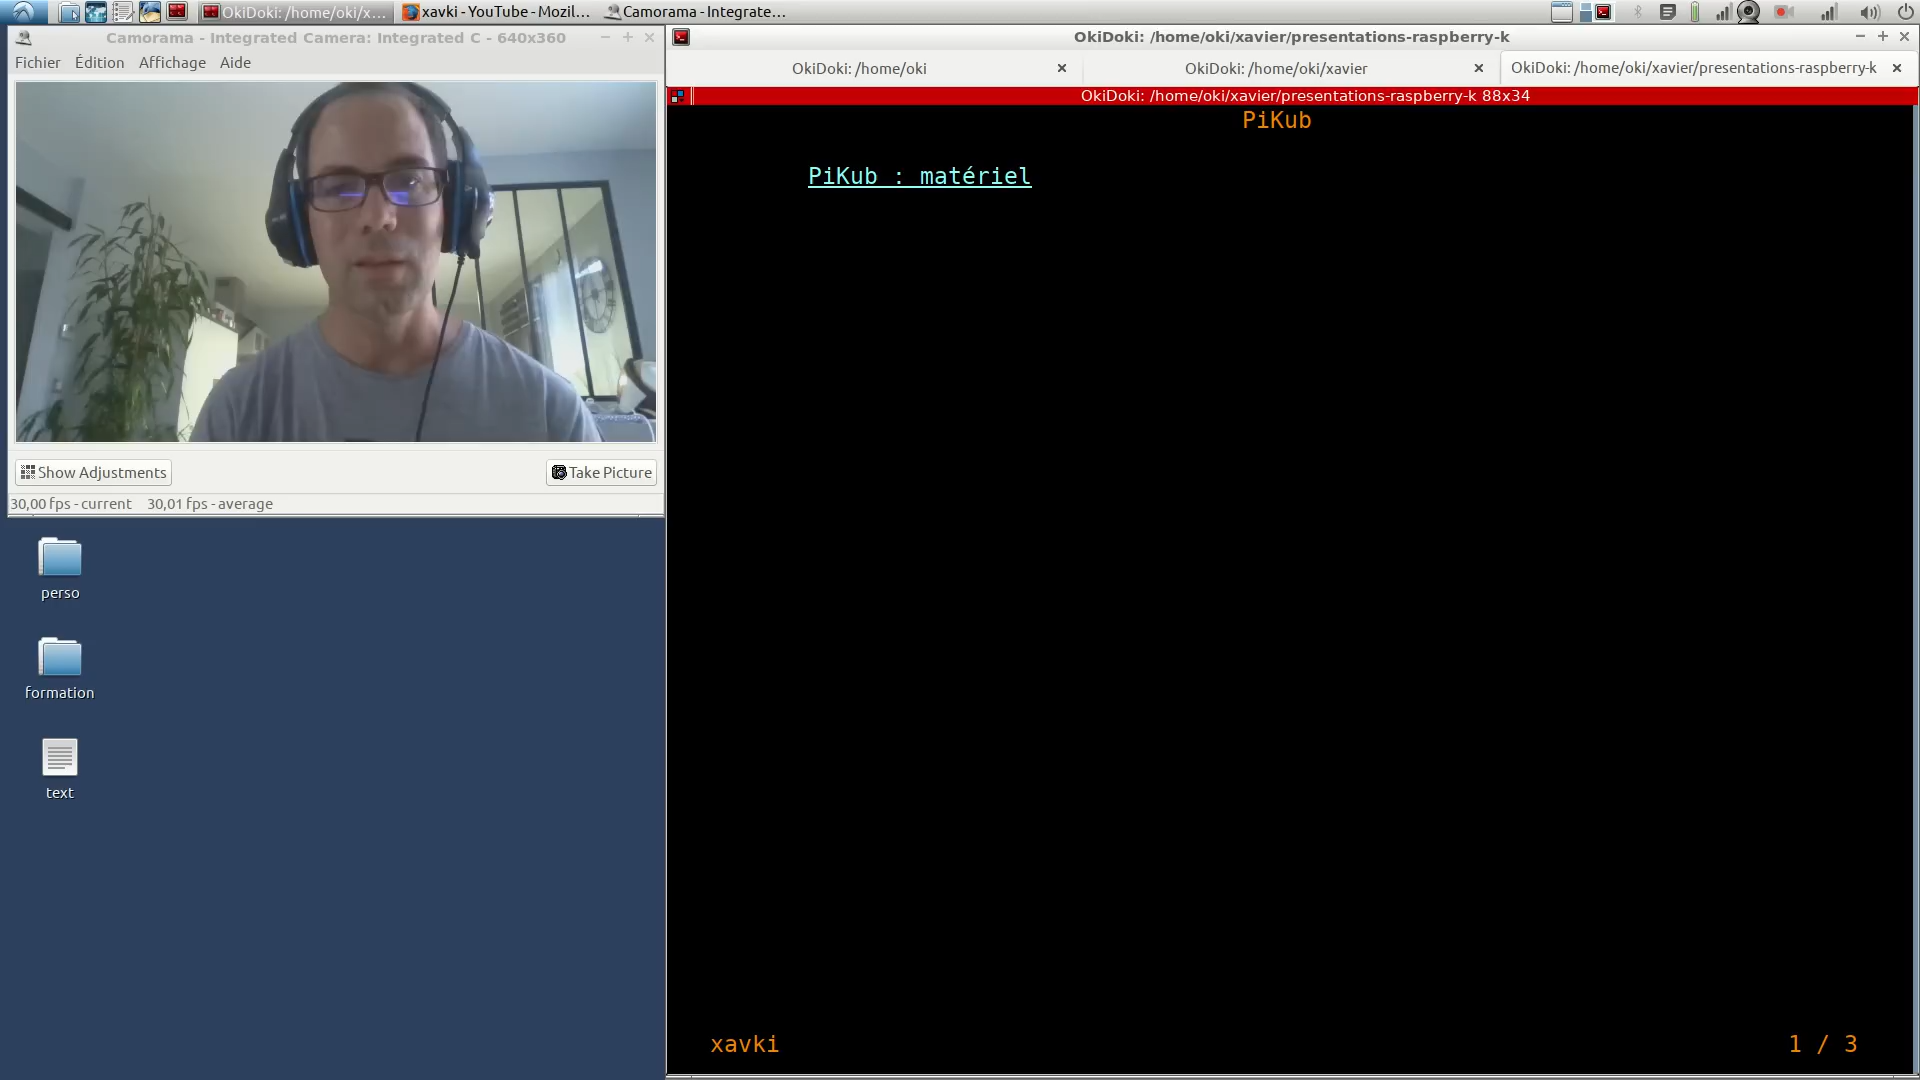 OkiDoki: /home/oki/x...
xavki - YouTube - Mozil...
Camorama - Integrate...
Camorama - Integrated Camera: Integrated C - 640x360
Fichier Édition Affichage Aide
Show Adjustments
Take Picture
30,00 fps - current 30,01 fps - average
perso
formation
text
OkiDoki: /home/oki/xavier/presentations-raspberry-k
OkiDoki: /home/oki
OkiDoki: /home/oki/xavier
OkiDoki: /home/oki/xavier/presentations-raspberry-k
OkiDoki: /home/oki/xavier/presentations-raspberry-k 88x34
PiKub
PiKub : matériel
xavki
1 / 3